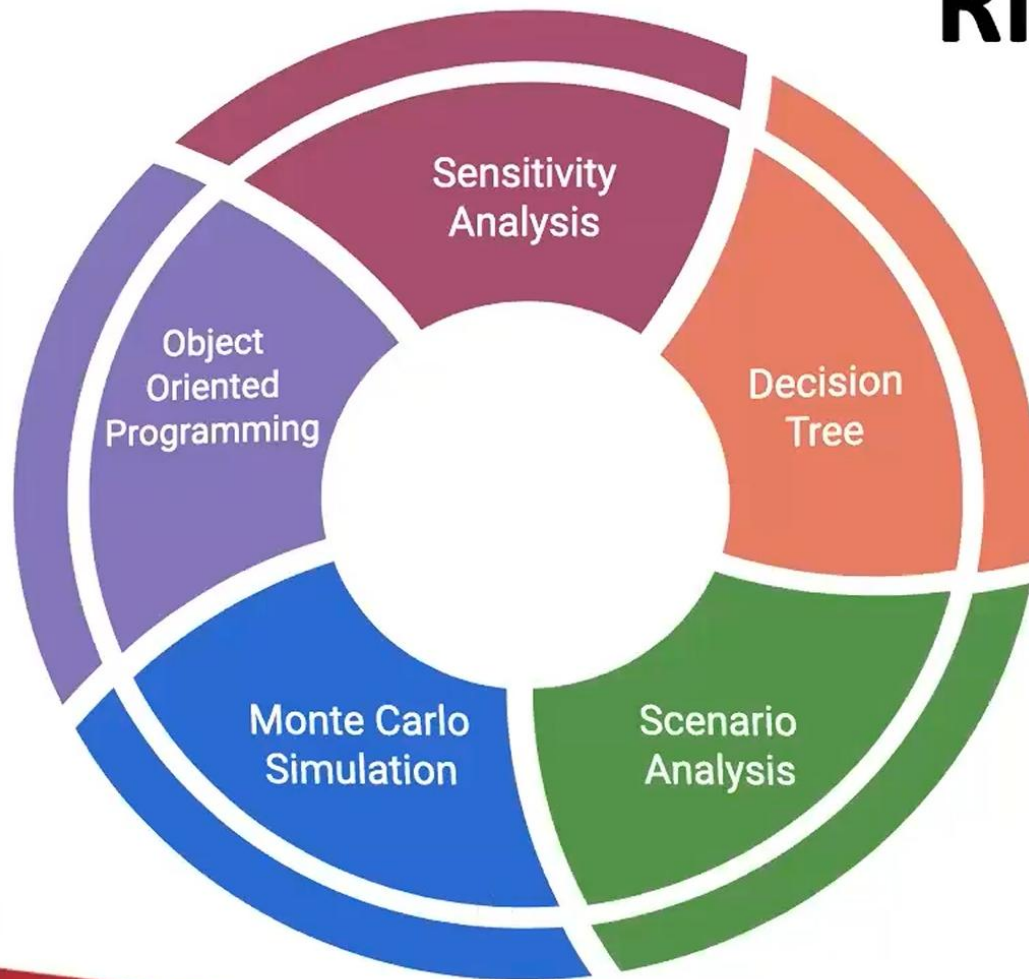 Sensitivity
Analysis
Decision
Tree
Scenario
Analysis
Monte Carlo
Simulation
Object
Oriented
Programming